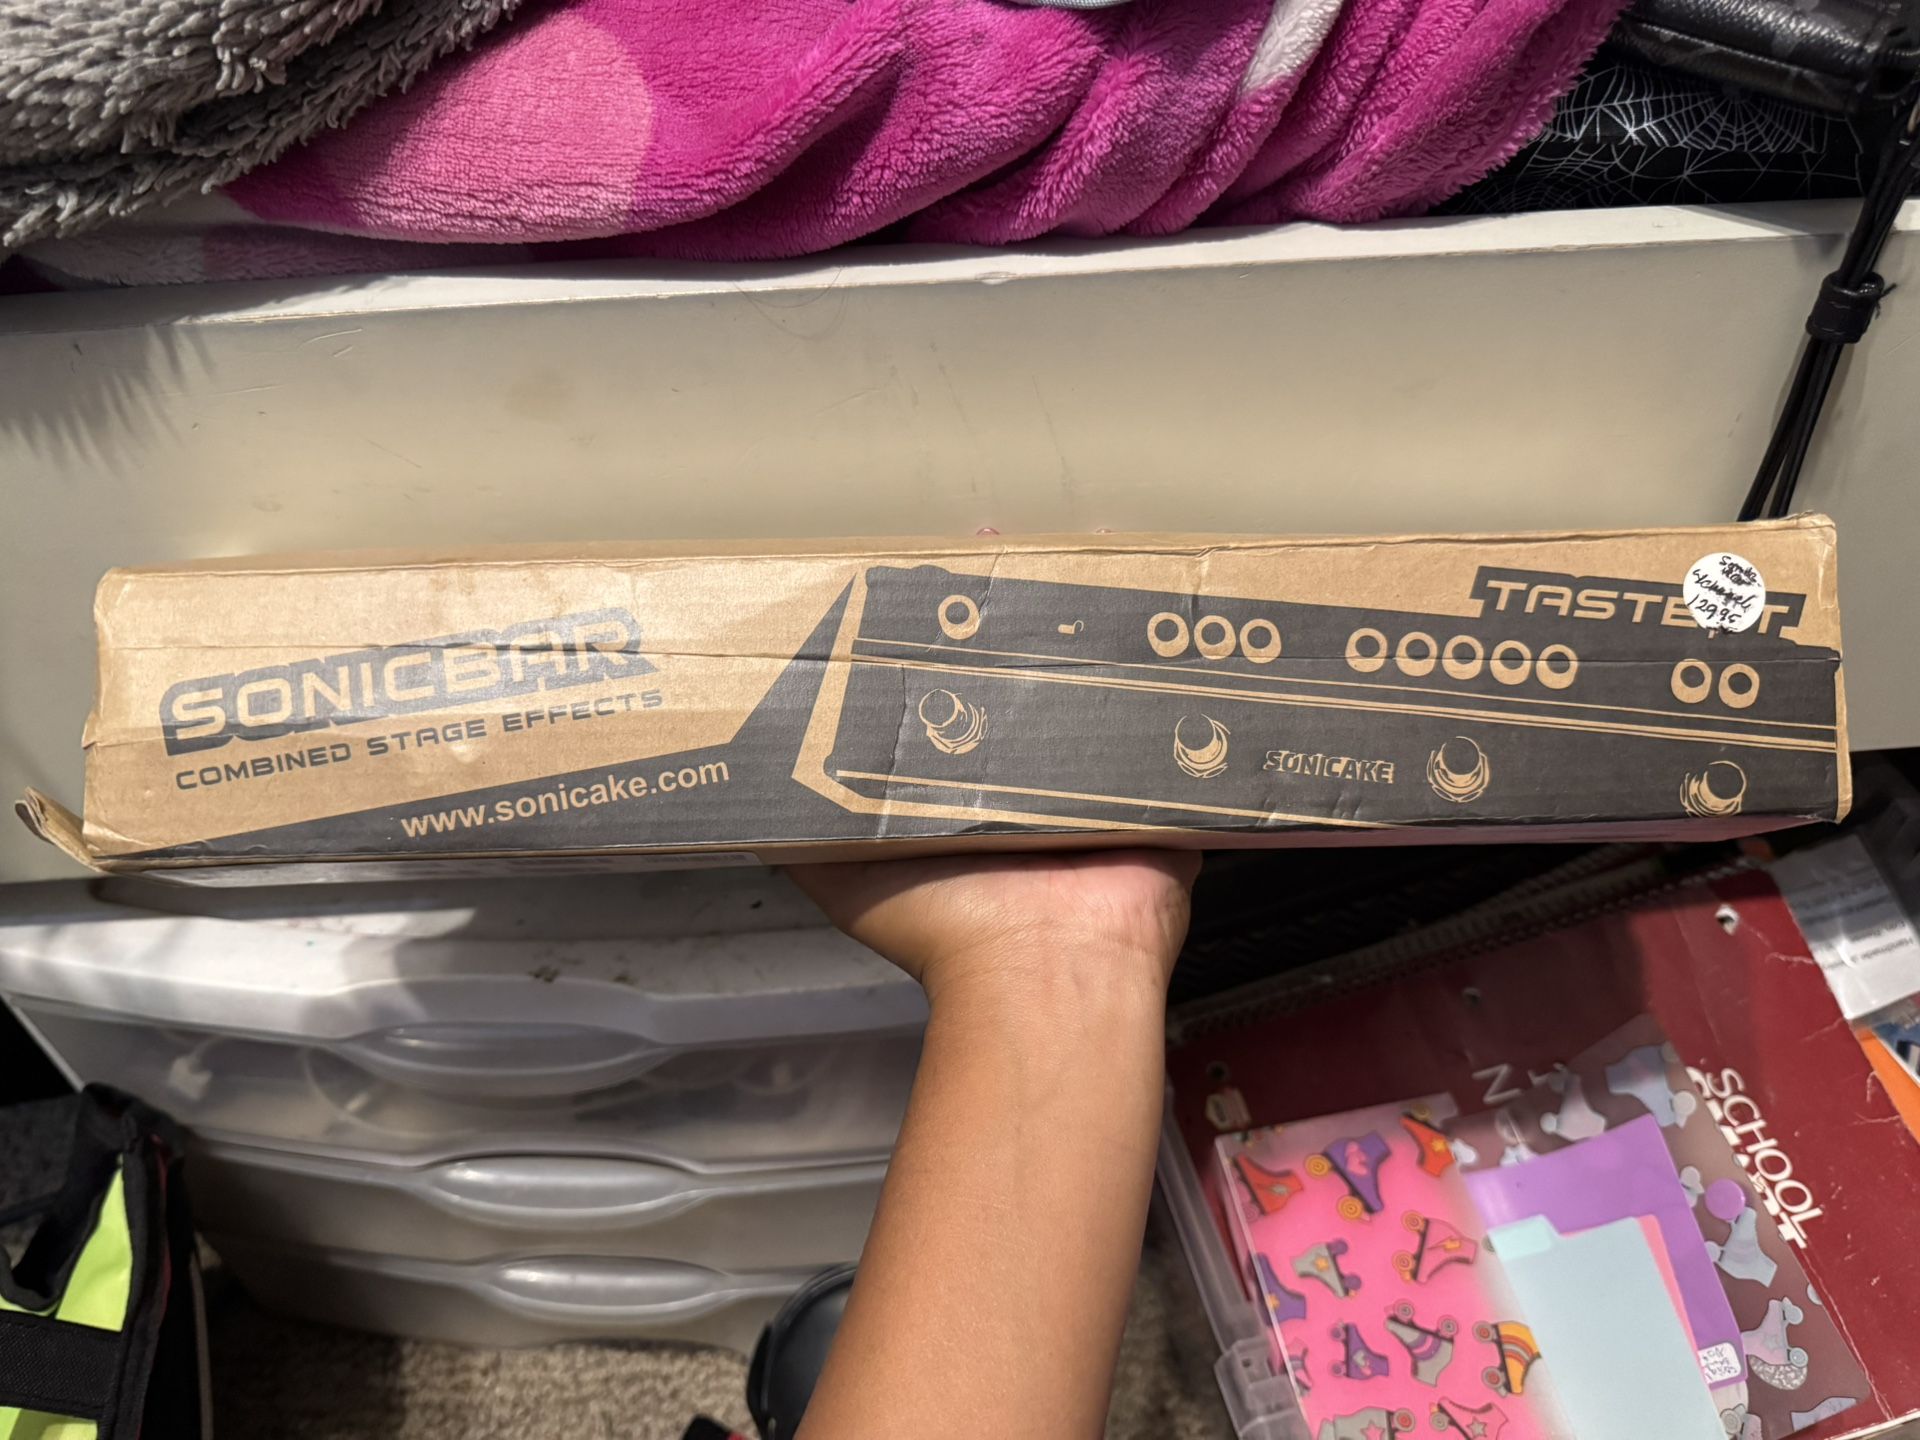 SONICBAR
COMBINED STAGE EFFECTS
www.sonicake.com
TASTE
SONICAKE
129.95
SCHOOL